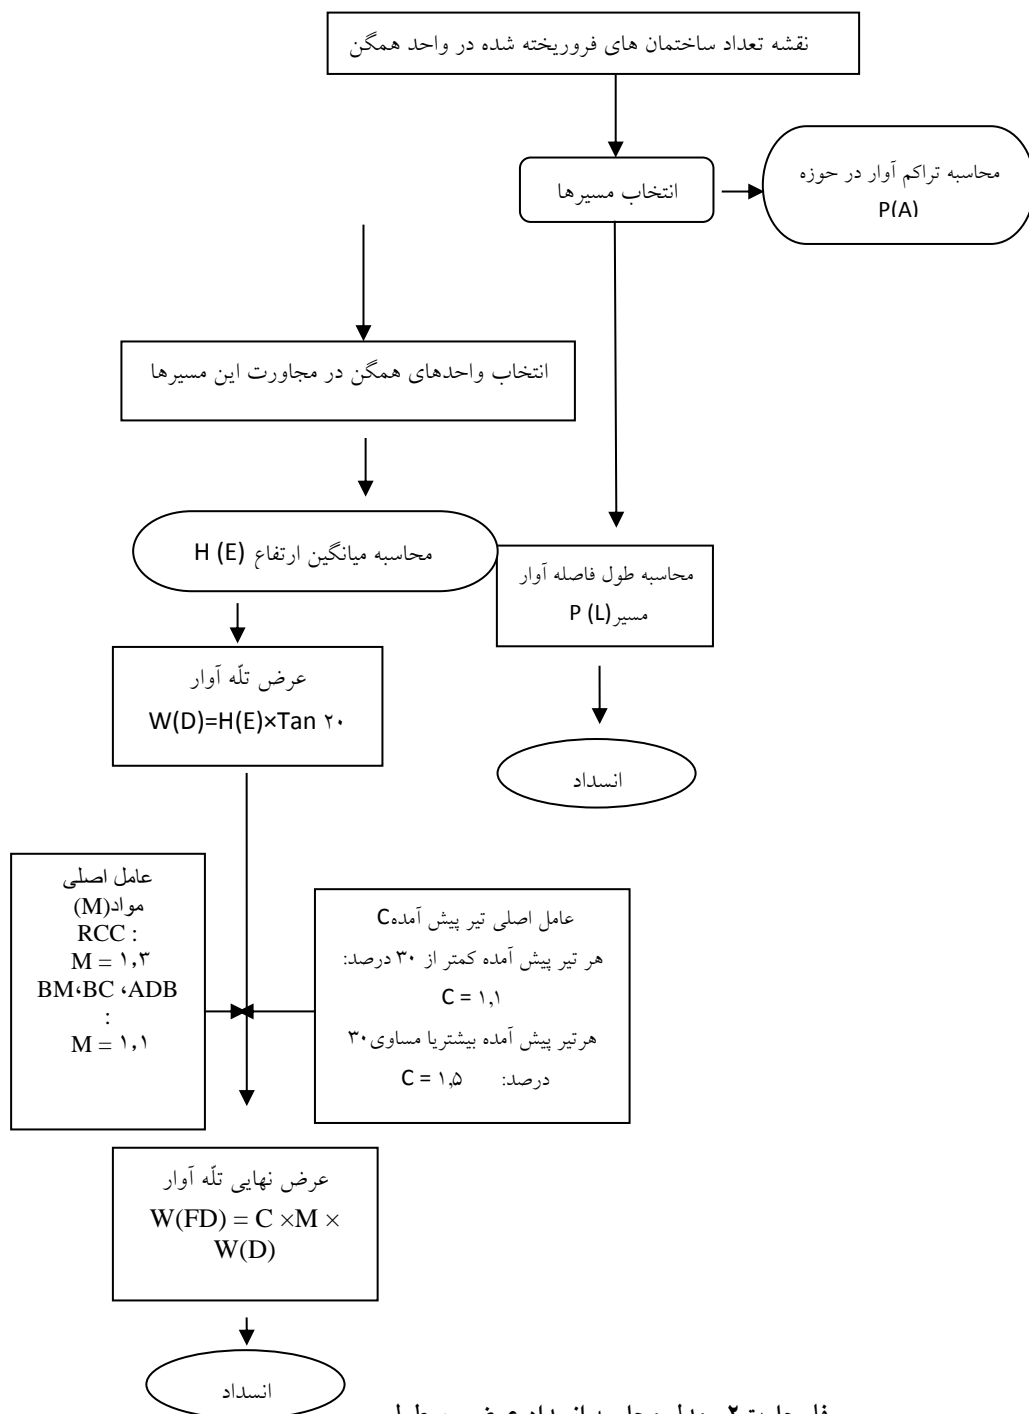 نقشه تعداد ساختمان های فروریخته شده در واحد همگن
انتخاب مسیرها
محاسبه تراکم آوار در حوزه
P(A)
انتخاب واحدهای همگن در مجاورت این مسیرها
محاسبه میانگین ارتفاع H (E)
محاسبه طول فاصله آوار
مسیر P (L)
عرض تلّه آوار
W(D)=H(E)×Tan ۲۰
انسداد
عامل اصلی
مواد(M)
RCC :
M = ۱,۳
BM،BC ،ADB
:
M = ۱,۱
عامل اصلی تیر پیش آمدهC
هر تیر پیش آمده کمتر از ۳۰ درصد:
C = ۱,۱
هرتیر پیش آمده بیشتریا مساوی۳۰
درصد: C = ۱,۵
عرض نهایی تلّه آوار
W(FD) = C ×M ×
W(D)
انسداد